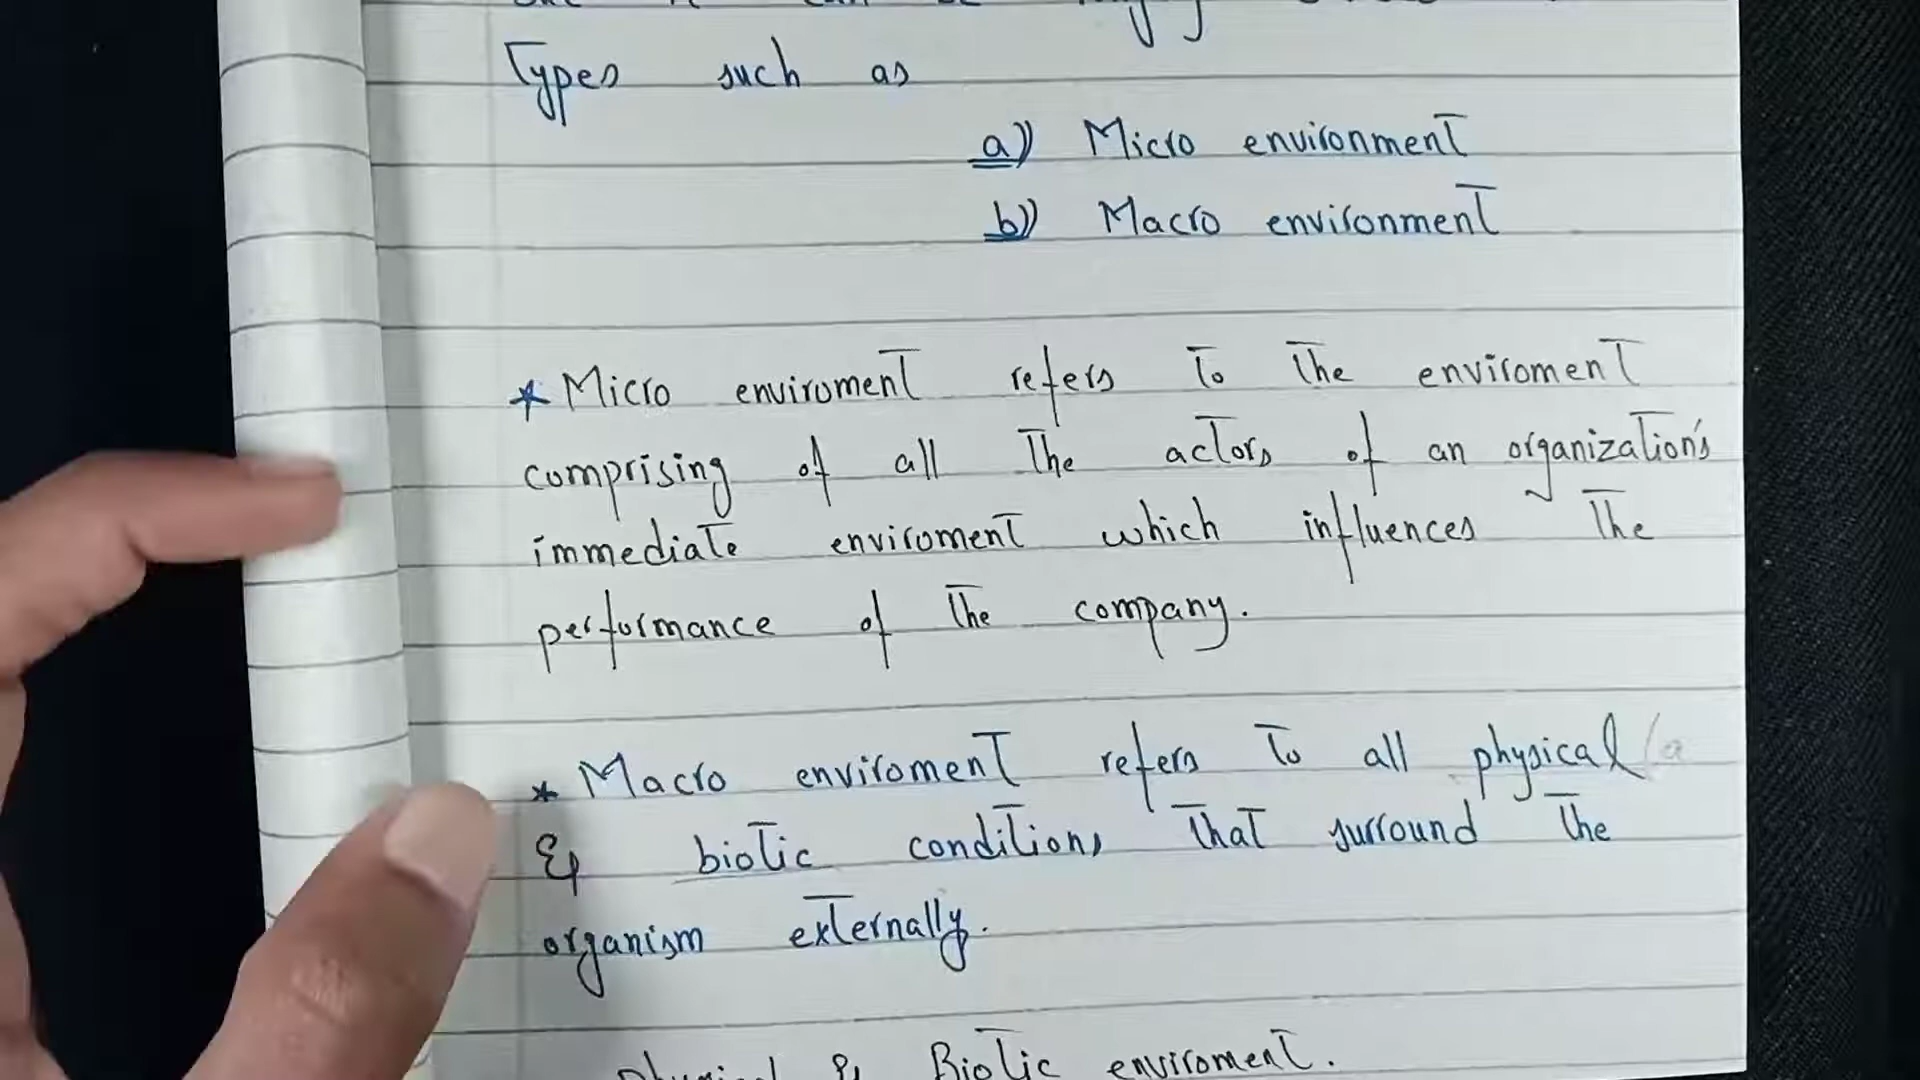 Types such as
a)) Micro environment
b)) Macro environment
* Micro enviroment refers to the enviroment
comprising of all the actors of an organization's
immediate enviroment which influences the
performance of the company.
* Macro enviroment refers to all physical
& biotic conditions that surround the
organism externally.
physical & Biotic enviroment.